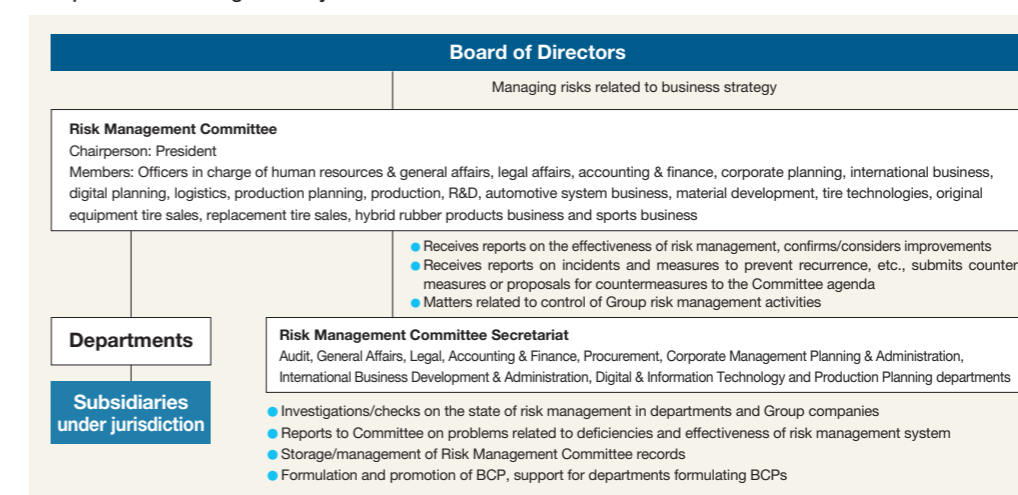 Board of Directors
Managing risks related to business strategy
Risk Management Committee
Chairperson: President
Members: Officers in charge of human resources & general affairs, legal affairs, accounting & finance, corporate planning, international business,
digital planning, logistics, production planning, production, R&D, automotive system business, material development, tire technologies, original
equipment tire sales, replacement tire sales, hybrid rubber products business and sports business
● Receives reports on the effectiveness of risk management, confirms/considers improvements
● Receives reports on incidents and measures to prevent recurrence, etc., submits counter
measures or proposals for countermeasures to the Committee agenda
● Matters related to control of Group risk management activities
Departments
Subsidiaries
under jurisdiction
Risk Management Committee Secretariat
Audit, General Affairs, Legal, Accounting & Finance, Procurement, Corporate Management Planning & Administration,
International Business Development & Administration, Digital & Information Technology and Production Planning departments
● Investigations/checks on the state of risk management in departments and Group companies
● Reports to Committee on problems related to deficiencies and effectiveness of risk management system
● Storage/management of Risk Management Committee records
● Formulation and promotion of BCP, support for departments formulating BCPs